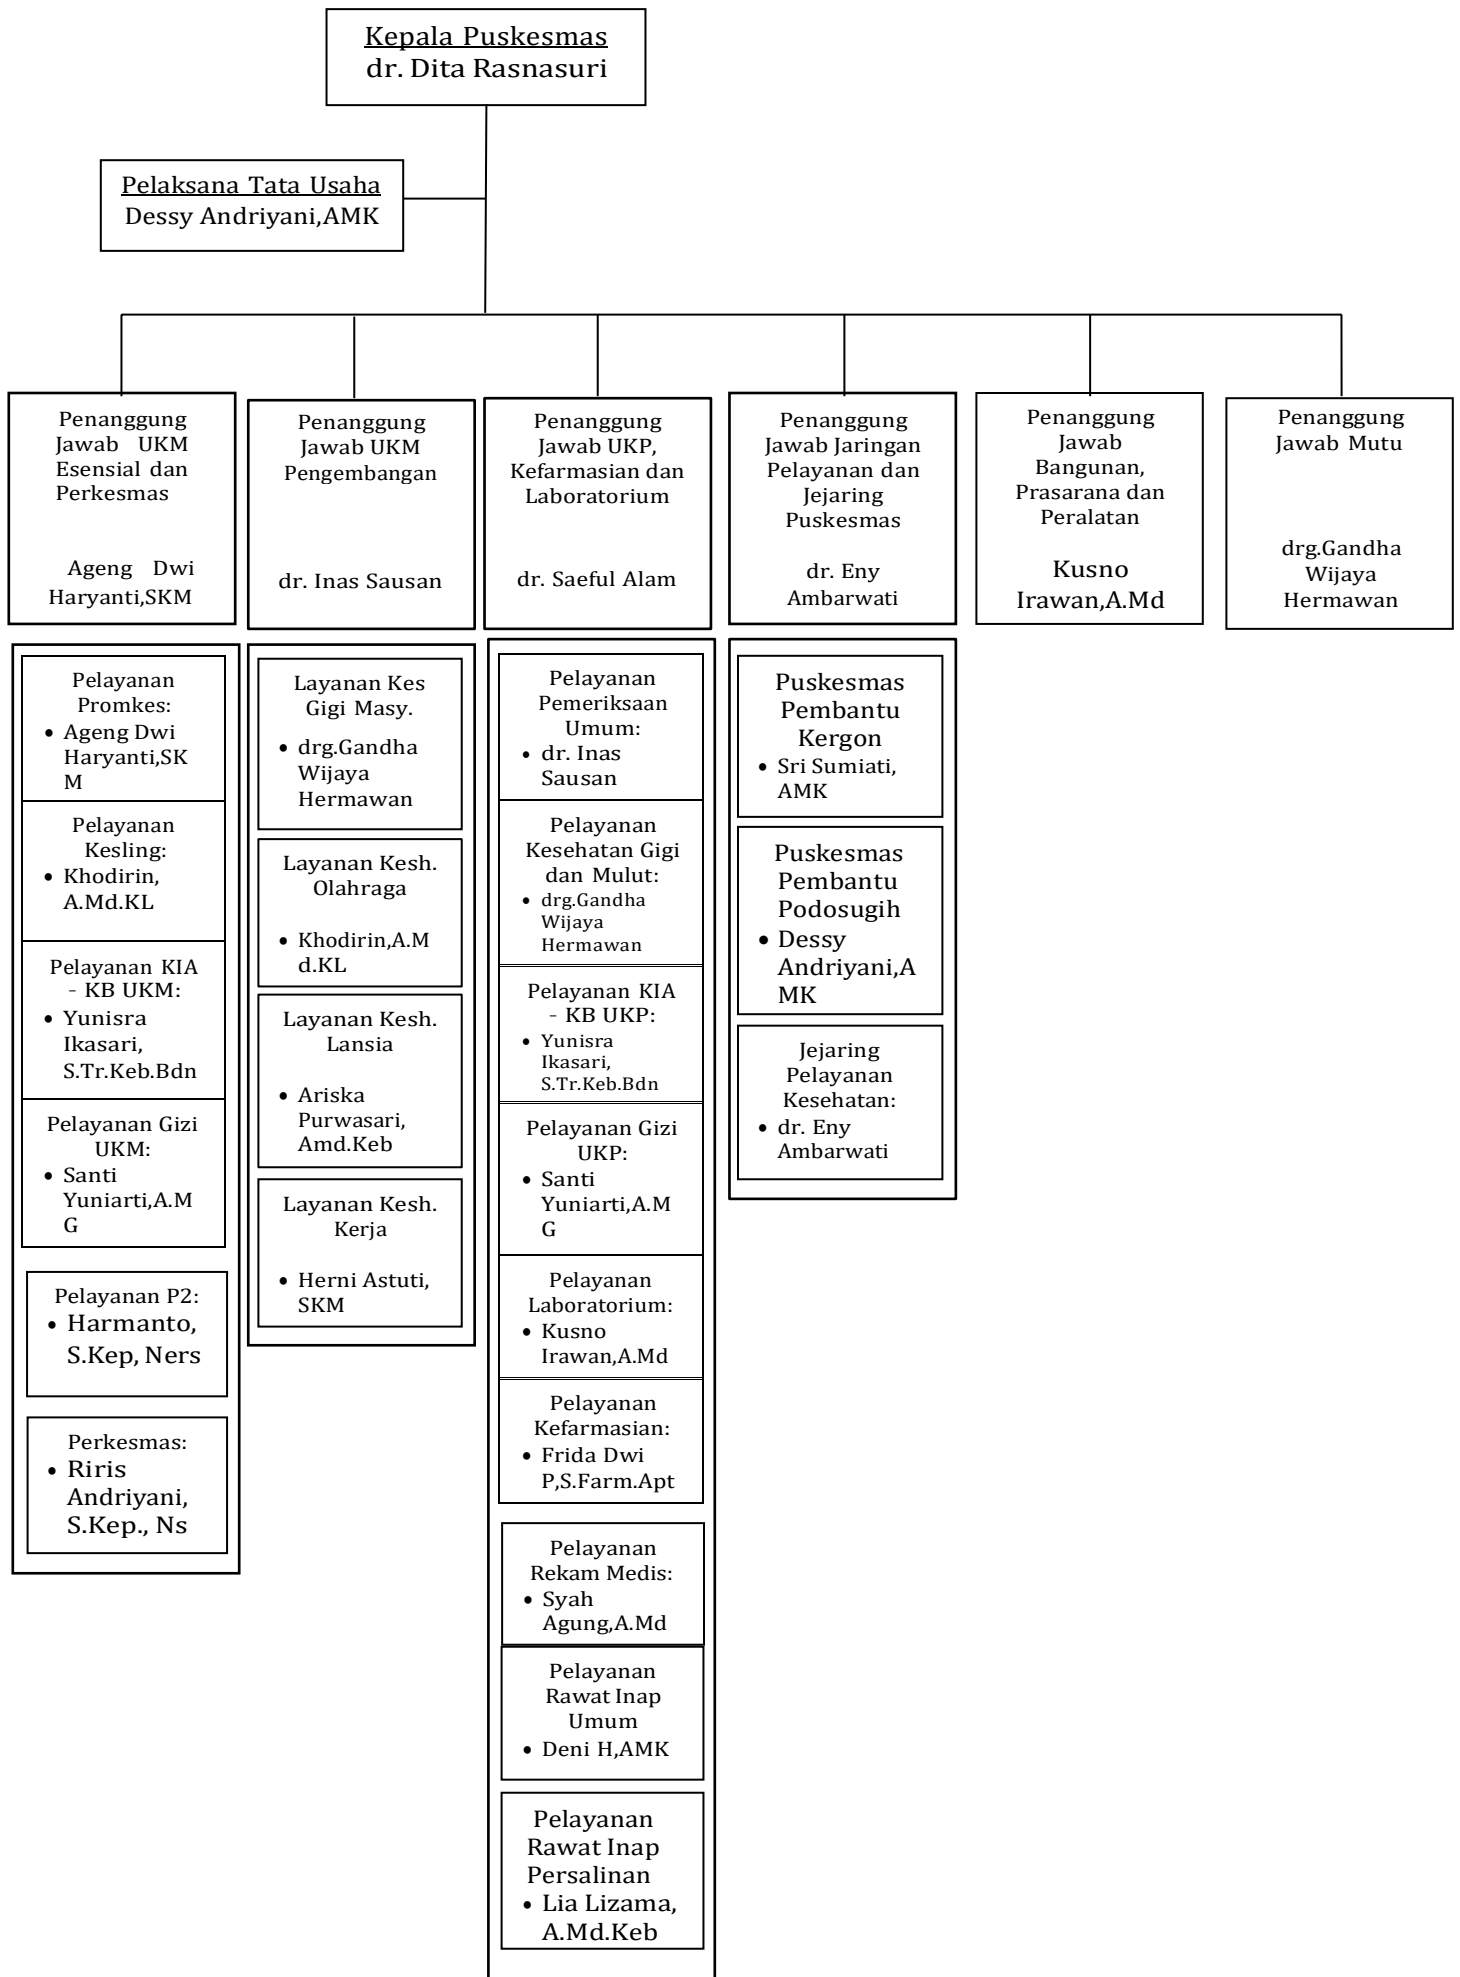 Kepala Puskesmas
dr. Dita Rasnasuri
Pelaksana Tata Usaha
Dessy Andriyani,AMK
Penanggung
Jawab UKM
Esensial dan
Perkesmas
Ageng Dwi
Haryanti,SKM
Penanggung
Jawab UKM
Pengembangan
dr. Inas Sausan
Penanggung
Jawab UKP,
Kefarmasian dan
Laboratorium
dr. Saeful Alam
Penanggung
Jawab Jaringan
Pelayanan dan
Jejaring
Puskesmas
dr. Eny
Ambarwati
Penanggung
Jawab
Bangunan,
Prasarana dan
Peralatan
Kusno
Irawan,A.Md
Penanggung
Jawab Mutu
drg.Gandha
Wijaya
Hermawan
Pelayanan
Promkes:
• Ageng Dwi
Haryanti,SK
M
Pelayanan
Kesling:
• Khodirin,
A.Md.KL
Pelayanan KIA
- KB UKM:
• Yunisra
Ikasari,
S.Tr.Keb.Bdn
Pelayanan Gizi
UKM:
• Santi
Yuniarti,A.M
G
Pelayanan P2:
• Harmanto,
S.Kep, Ners
Perkesmas:
• Riris
Andriyani,
S.Kep., Ns
Layanan Kes
Gigi Masy.
• drg.Gandha
Wijaya
Hermawan
Layanan Kesh.
Olahraga
• Khodirin,A.M
d.KL
Layanan Kesh.
Lansia
• Ariska
Purwasari,
Amd.Keb
Layanan Kesh.
Kerja
• Herni Astuti,
SKM
Pelayanan
Pemeriksaan
Umum:
• dr. Inas
Sausan
Pelayanan
Kesehatan Gigi
dan Mulut:
• drg.Gandha
Wijaya
Hermawan
Pelayanan KIA
- KB UKP:
• Yunisra
Ikasari,
S.Tr.Keb.Bdn
Pelayanan Gizi
UKP:
• Santi
Yuniarti,A.M
G
Pelayanan
Laboratorium:
• Kusno
Irawan,A.Md
Pelayanan
Kefarmasian:
• Frida Dwi
P,S.Farm.Apt
Pelayanan
Rekam Medis:
• Syah
Agung,A.Md
Pelayanan
Rawat Inap
Umum
• Deni H,AMK
Pelayanan
Rawat Inap
Persalinan
• Lia Lizama,
A.Md.Keb
Puskesmas
Pembantu
Kergon
• Sri Sumiati,
AMK
Puskesmas
Pembantu
Podosugih
• Dessy
Andriyani,A
MK
Jejaring
Pelayanan
Kesehatan:
• dr. Eny
Ambarwati